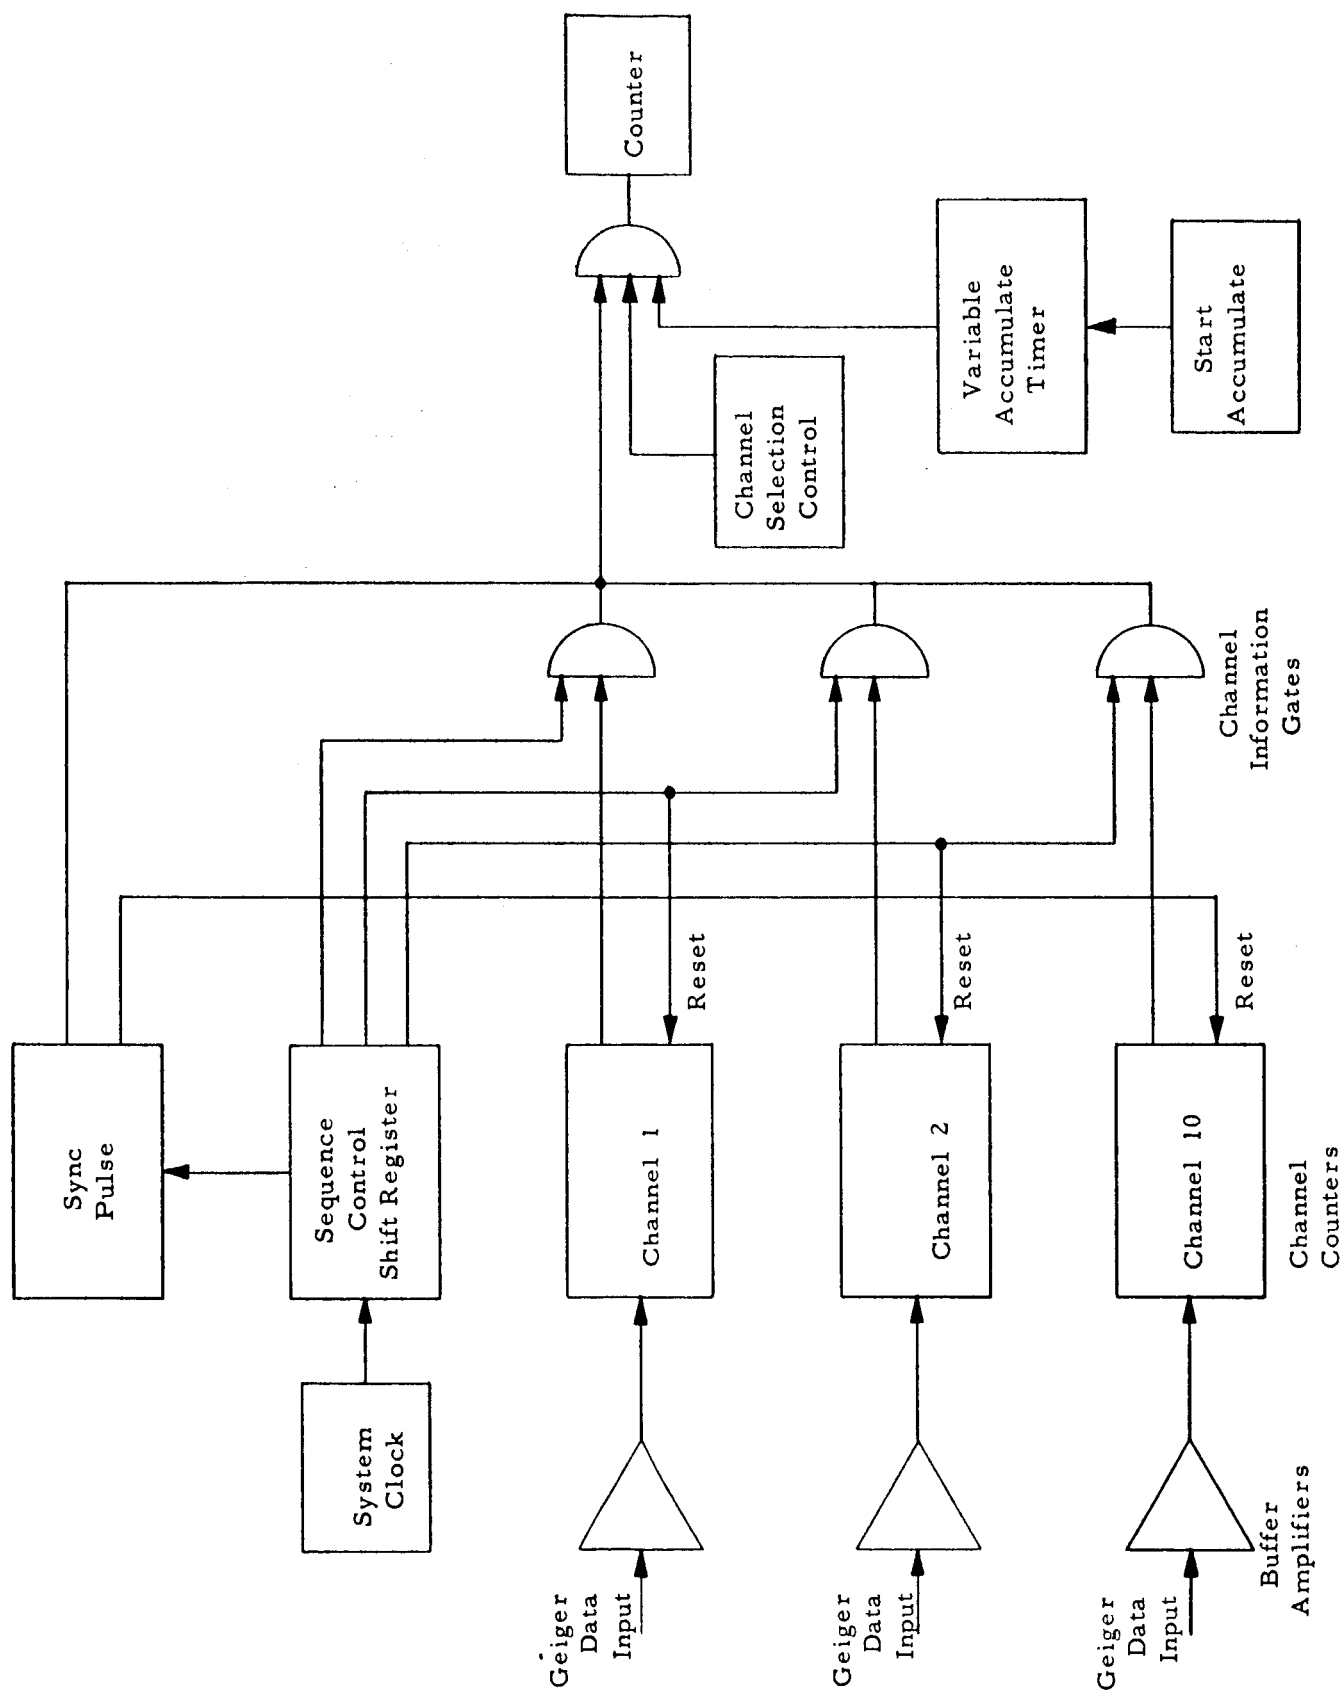 Sync
Pulse
System
Clock
Sequence
Control
Shift Register
Geiger
Data
Input
Channel 1
Reset
Geiger
Data
Input
Channel 2
Reset
Geiger
Data
Input
Buffer
Amplifiers
Channel 10
Channel
Counters
Reset
Channel
Information
Gates
Channel
Selection
Control
Counter
Variable
Accumulate
Timer
Start
Accumulate